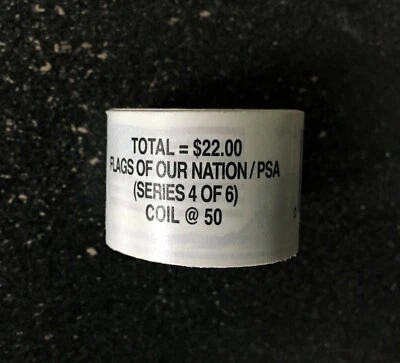 TOTAL = $22.00
FLAGS OF OUR NATION/PSA
(SERIES 4 OF 6)
COIL @ 50